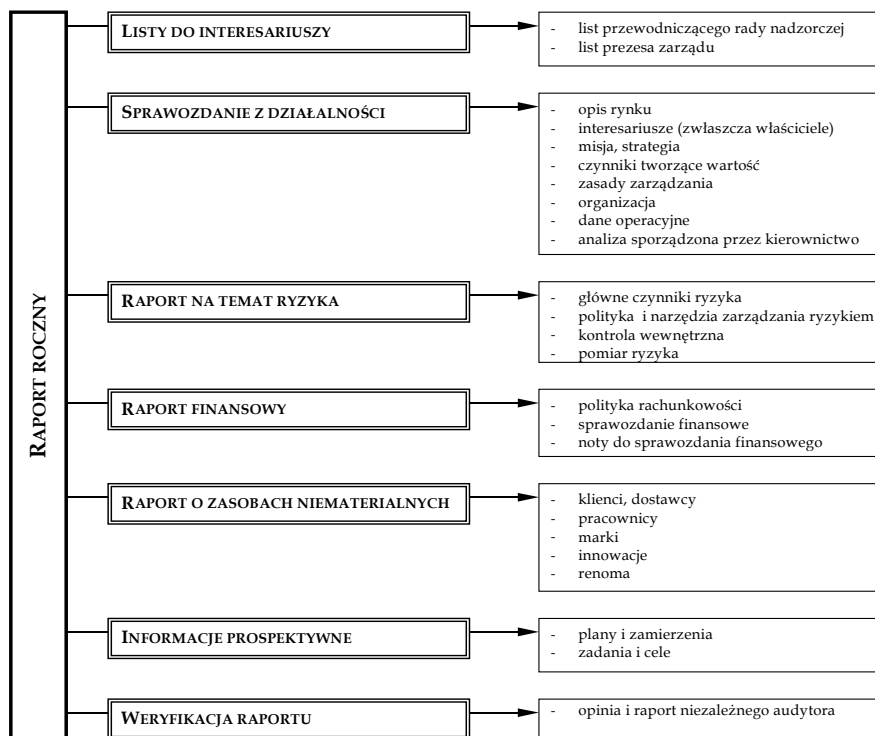 RAPORT ROCZNY
LISTY DO INTERESARIUSZY
- list przewodniczącego rady nadzorczej
- list prezesa zarządu
SPRAWOZDANIE Z DZIAŁALNOŚCI
- opis rynku
- interesariusze (zwłaszcza właściciele)
- misja, strategia
- czynniki tworzące wartość
- zasady zarządzania
- organizacja
- dane operacyjne
- analiza sporządzona przez kierownictwo
RAPORT NA TEMAT RYZYKA
- główne czynniki ryzyka
- polityka i narzędzia zarządzania ryzykiem
- kontrola wewnętrzna
- pomiar ryzyka
RAPORT FINANSOWY
- polityka rachunkowości
- sprawozdanie finansowe
- noty do sprawozdania finansowego
RAPORT O ZASOBACH NIEMATERIALNYCH
- klienci, dostawcy
- pracownicy
- marki
- innowacje
- renoma
INFORMACJE PROSPEKTYWNE
- plany i zamierzenia
- zadania i cele
WERYFIKACJA RAPORTU
- opinia i raport niezależnego audytora